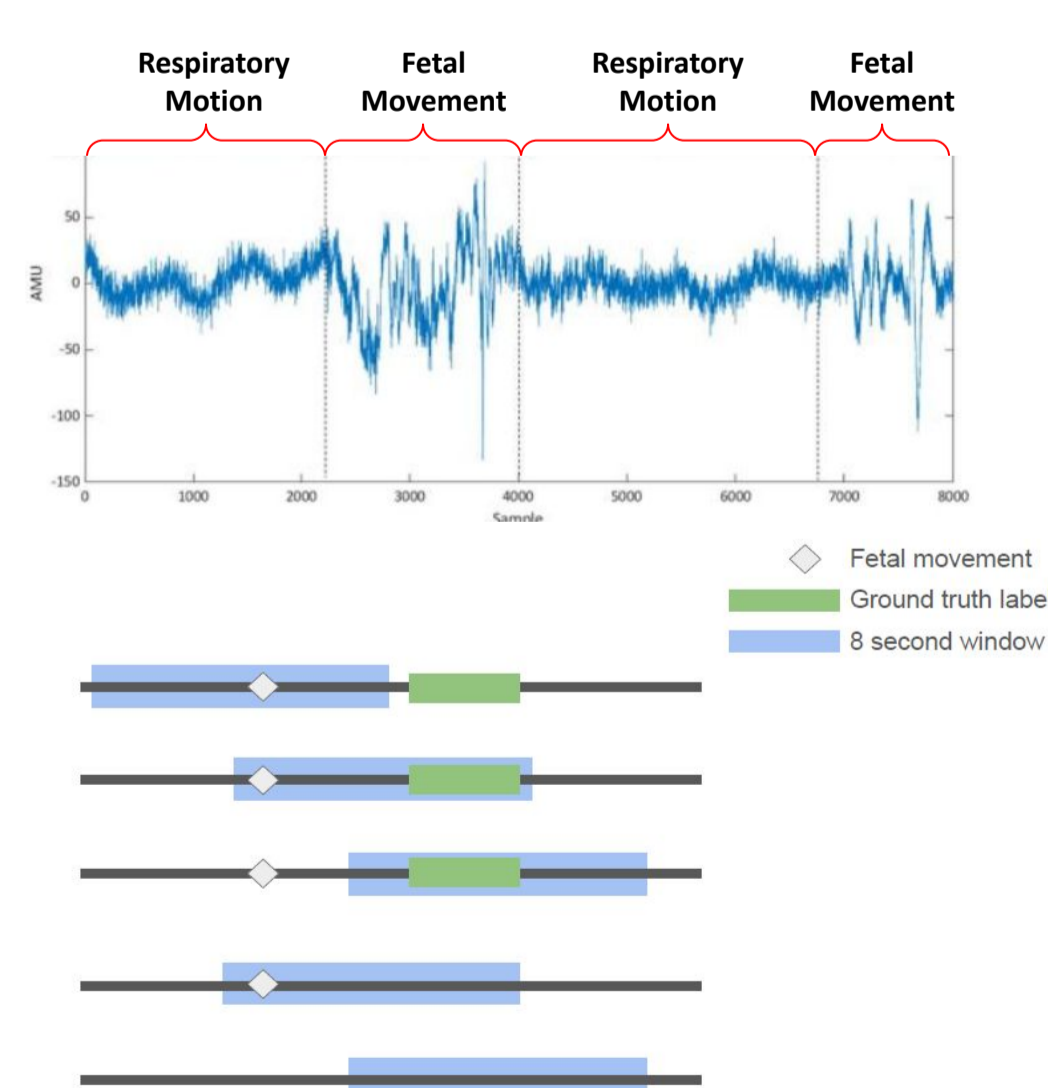 Respiratory Motion
Fetal Movement
Respiratory Motion
Fetal Movement
AMU
50
0
-50
-100
-150
0 1000 2000 3000 4000 5000 6000 7000 8000
Sample
Fetal movement
Ground truth labe
8 second window